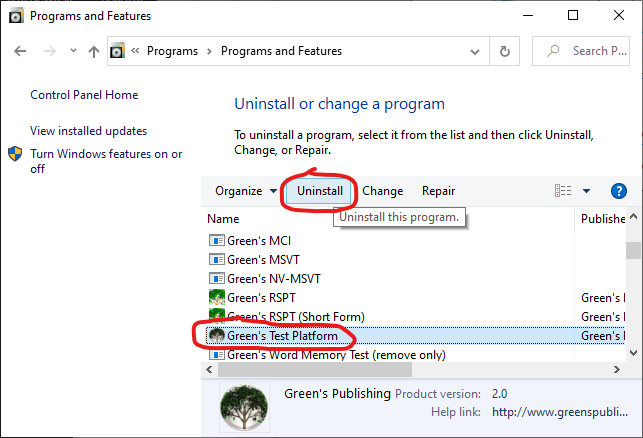 Programs and Features
« Programs > Programs and Features
Search P...
Control Panel Home
View installed updates
Turn Windows features on or
off
Uninstall or change a program
To uninstall a program, select it from the list and then click Uninstall,
Change, or Repair.
Organize Uninstall Change Repair
Uninstall this program.
Name Publishe
Green's MCI
Green's MSVT
Green's NV-MSVT
Green's RSPT Green's I
Green's RSPT (Short Form) Green's I
Green's Test Platform Green's I
Green's Word Memory Test (remove only)
Green's Publishing Product version: 2.0
Help link: http://www.greenspubli...